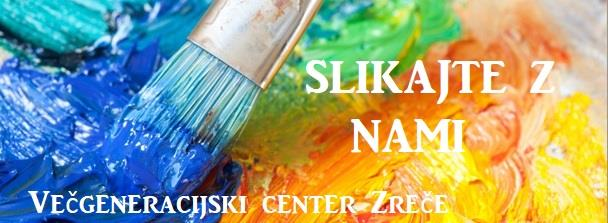 SLIKAJTE Z
NAMI
Večgeneracijski center Zreče